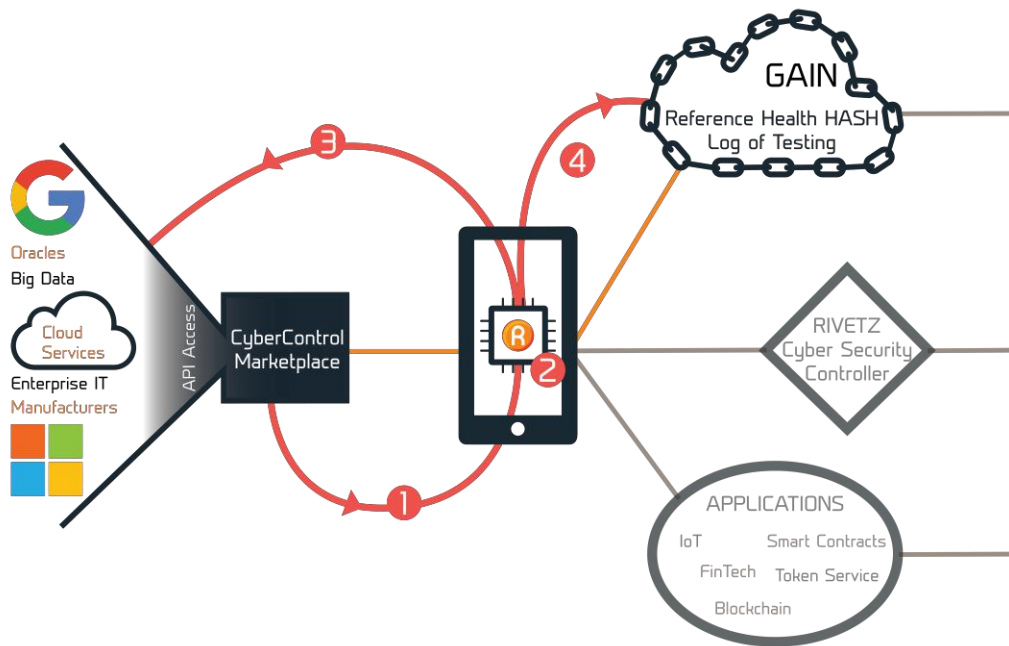 GAIN
Reference Health HASH
Log of Testing
3
4
Oracles
Big Data
Cloud
Services
Enterprise IT
Manufacturers
API Access
CyberControl
Marketplace
R
2
1
RIVETZ
Cyber Security
Controller
APPLICATIONS
IoT
Smart Contracts
FinTech
Token Service
Blockchain